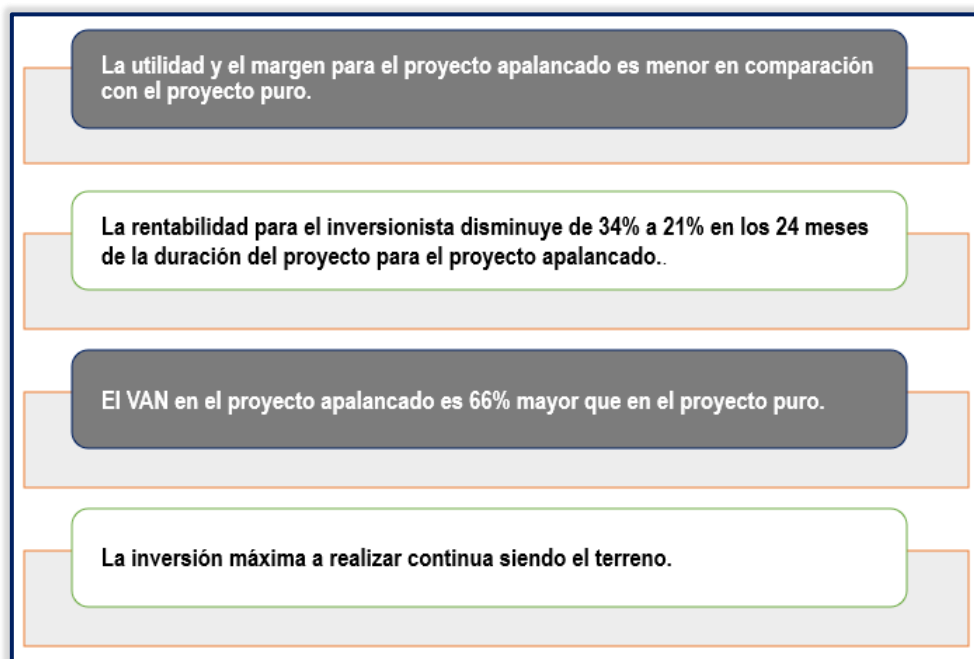 La utilidad y el margen para el proyecto apalancado es menor en comparación
con el proyecto puro.
La rentabilidad para el inversionista disminuye de 34% a 21% en los 24 meses
de la duración del proyecto para el proyecto apalancado..
El VAN en el proyecto apalancado es 66% mayor que en el proyecto puro.
La inversión máxima a realizar continua siendo el terreno.